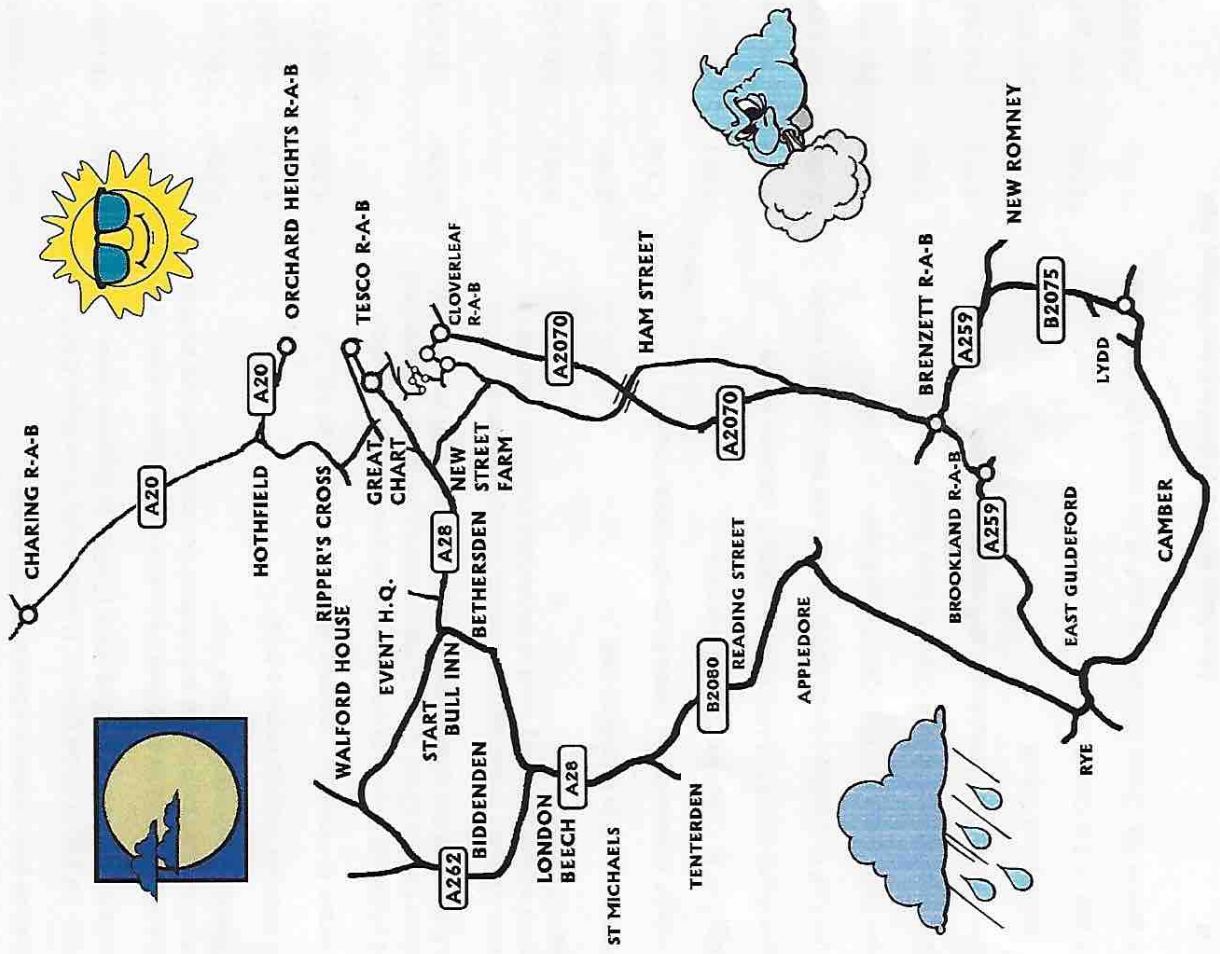 CHARING R-A-B
A20
ORCHARD HEIGHTS R-A-B
A20
HOTHFIELD
TESCO R-A-B
RIPPER'S CROSS
GREAT
CHART
CLOVERLEAF
R-A-B
WALFORD HOUSE
EVENT H.Q.
A28
NEW
STREET
FARM
A2070
HAM STREET
START
BULL INN
BETHERSDEN
A2070
BIDDENDEN
A262
LONDON
BEECH
A28
ST MICHAELS
TENTERDEN
B2080
READING STREET
APPLEDORE
BRENZETT R-A-B
A259
NEW ROMNEY
BROOKLAND R-A-B
A259
B2075
LYDD
EAST GULDEFORD
CAMBER
RYE